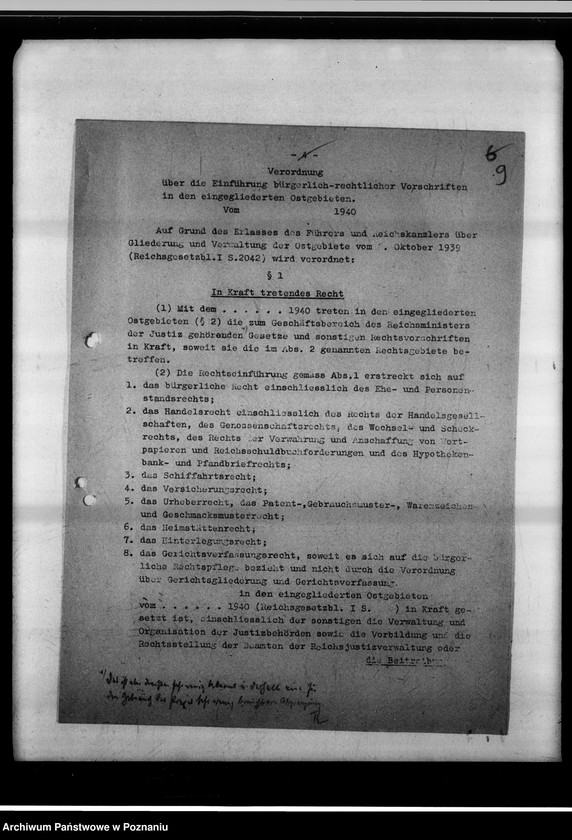 - 1 -
6
9
Verordnung
über die Einführung bürgerlich-rechtlicher Vorschriften
in den eingegliederten Ostgebieten.
Vom 1940
Auf Grund des Erlasses des Führers und Reichskanzlers über
Gliederung und Verwaltung der Ostgebiete vom . Oktober 1939
(Reichsgesetzbl.I S.2042) wird verordnet:
§ 1
In Kraft tretendes Recht
(1) Mit dem . . . . . . 1940 treten in den eingegliederten
Ostgebieten (§ 2) die zum Geschäftsbereich des Reichsministers
der Justiz gehörenden Gesetze und sonstigen Rechtsvorschriften
in Kraft, soweit sie die im Abs. 2 genannten Rechtsgebiete be-
treffen.
(2) Die Rechtseinführung gemäss Abs.1 erstreckt sich auf
1. das bürgerliche Recht einschliesslich des Ehe- und Personen-
standsrechts;
2. das Handelsrecht einschliesslich des Rechts der Handelsgesell-
schaften, des Genossenschaftsrechts, des Wechsel- und Scheck-
rechts, des Rechts der Verwahrung und Anschaffung von Wert-
papieren und Reichsschuldbuchforderungen und des Hypotheken-
bank- und Pfandbriefrechts;
3. das Schiffahrtsrecht;
4. das Versicherungsrecht;
5. das Urheberrecht, das Patent-,Gebrauchsmuster-, Warenzeichen-
und Geschmacksmusterrecht;
6. das Heimstättenrecht;
7. das Hinterlegungsrecht;
8. das Gerichtsverfassungsrecht, soweit es sich auf die bürger-
liche Rechtspflege bezieht und nicht durch die Verordnung
über Gerichtsgliederung und Gerichtsverfassung
in den eingegliederten Ostgebieten
vom . . . . . . 1940 (Reichsgesetzbl. I S. ) in Kraft ge-
setzt ist, einschliesslich der sonstigen die Verwaltung und
Organisation der Justizbehörden sowie die Vorbildung und die
Rechtsstellung der Beamten der Reichsjustizverwaltung oder
die
Archiwum Państwowe w Poznaniu